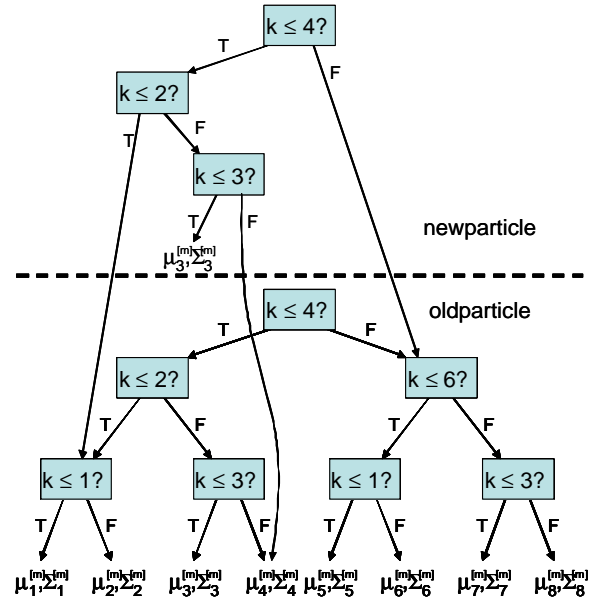 k ≤ 4?
T
F
k ≤ 2?
T
F
k ≤ 3?
T
F
newparticle
μ₃^[m],Σ₃^[m]
k ≤ 4?
oldparticle
T
F
k ≤ 2?
k ≤ 6?
T
F
T
F
k ≤ 1?
k ≤ 3?
k ≤ 1?
k ≤ 3?
T
F
T
F
T
F
T
F
μ₁^[m],Σ₁^[m]
μ₂^[m],Σ₂^[m]
μ₃^[m],Σ₃^[m]
μ₄^[m],Σ₄^[m]
μ₅^[m],Σ₅^[m]
μ₆^[m],Σ₆^[m]
μ₇^[m],Σ₇^[m]
μ₈^[m],Σ₈^[m]